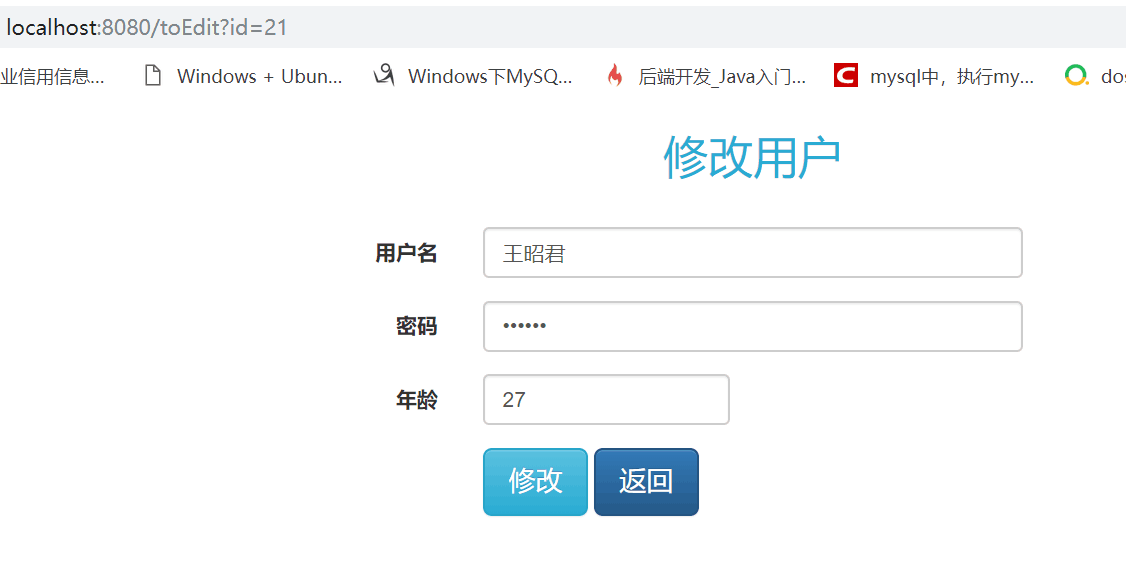 localhost:8080/toEdit?id=21
业信用信息... Windows + Ubun... Windows下MySQ... 后端开发_Java入门... C mysql中，执行my... dos
修改用户
用户名 王昭君
密码 ••••••
年龄 27
修改 返回